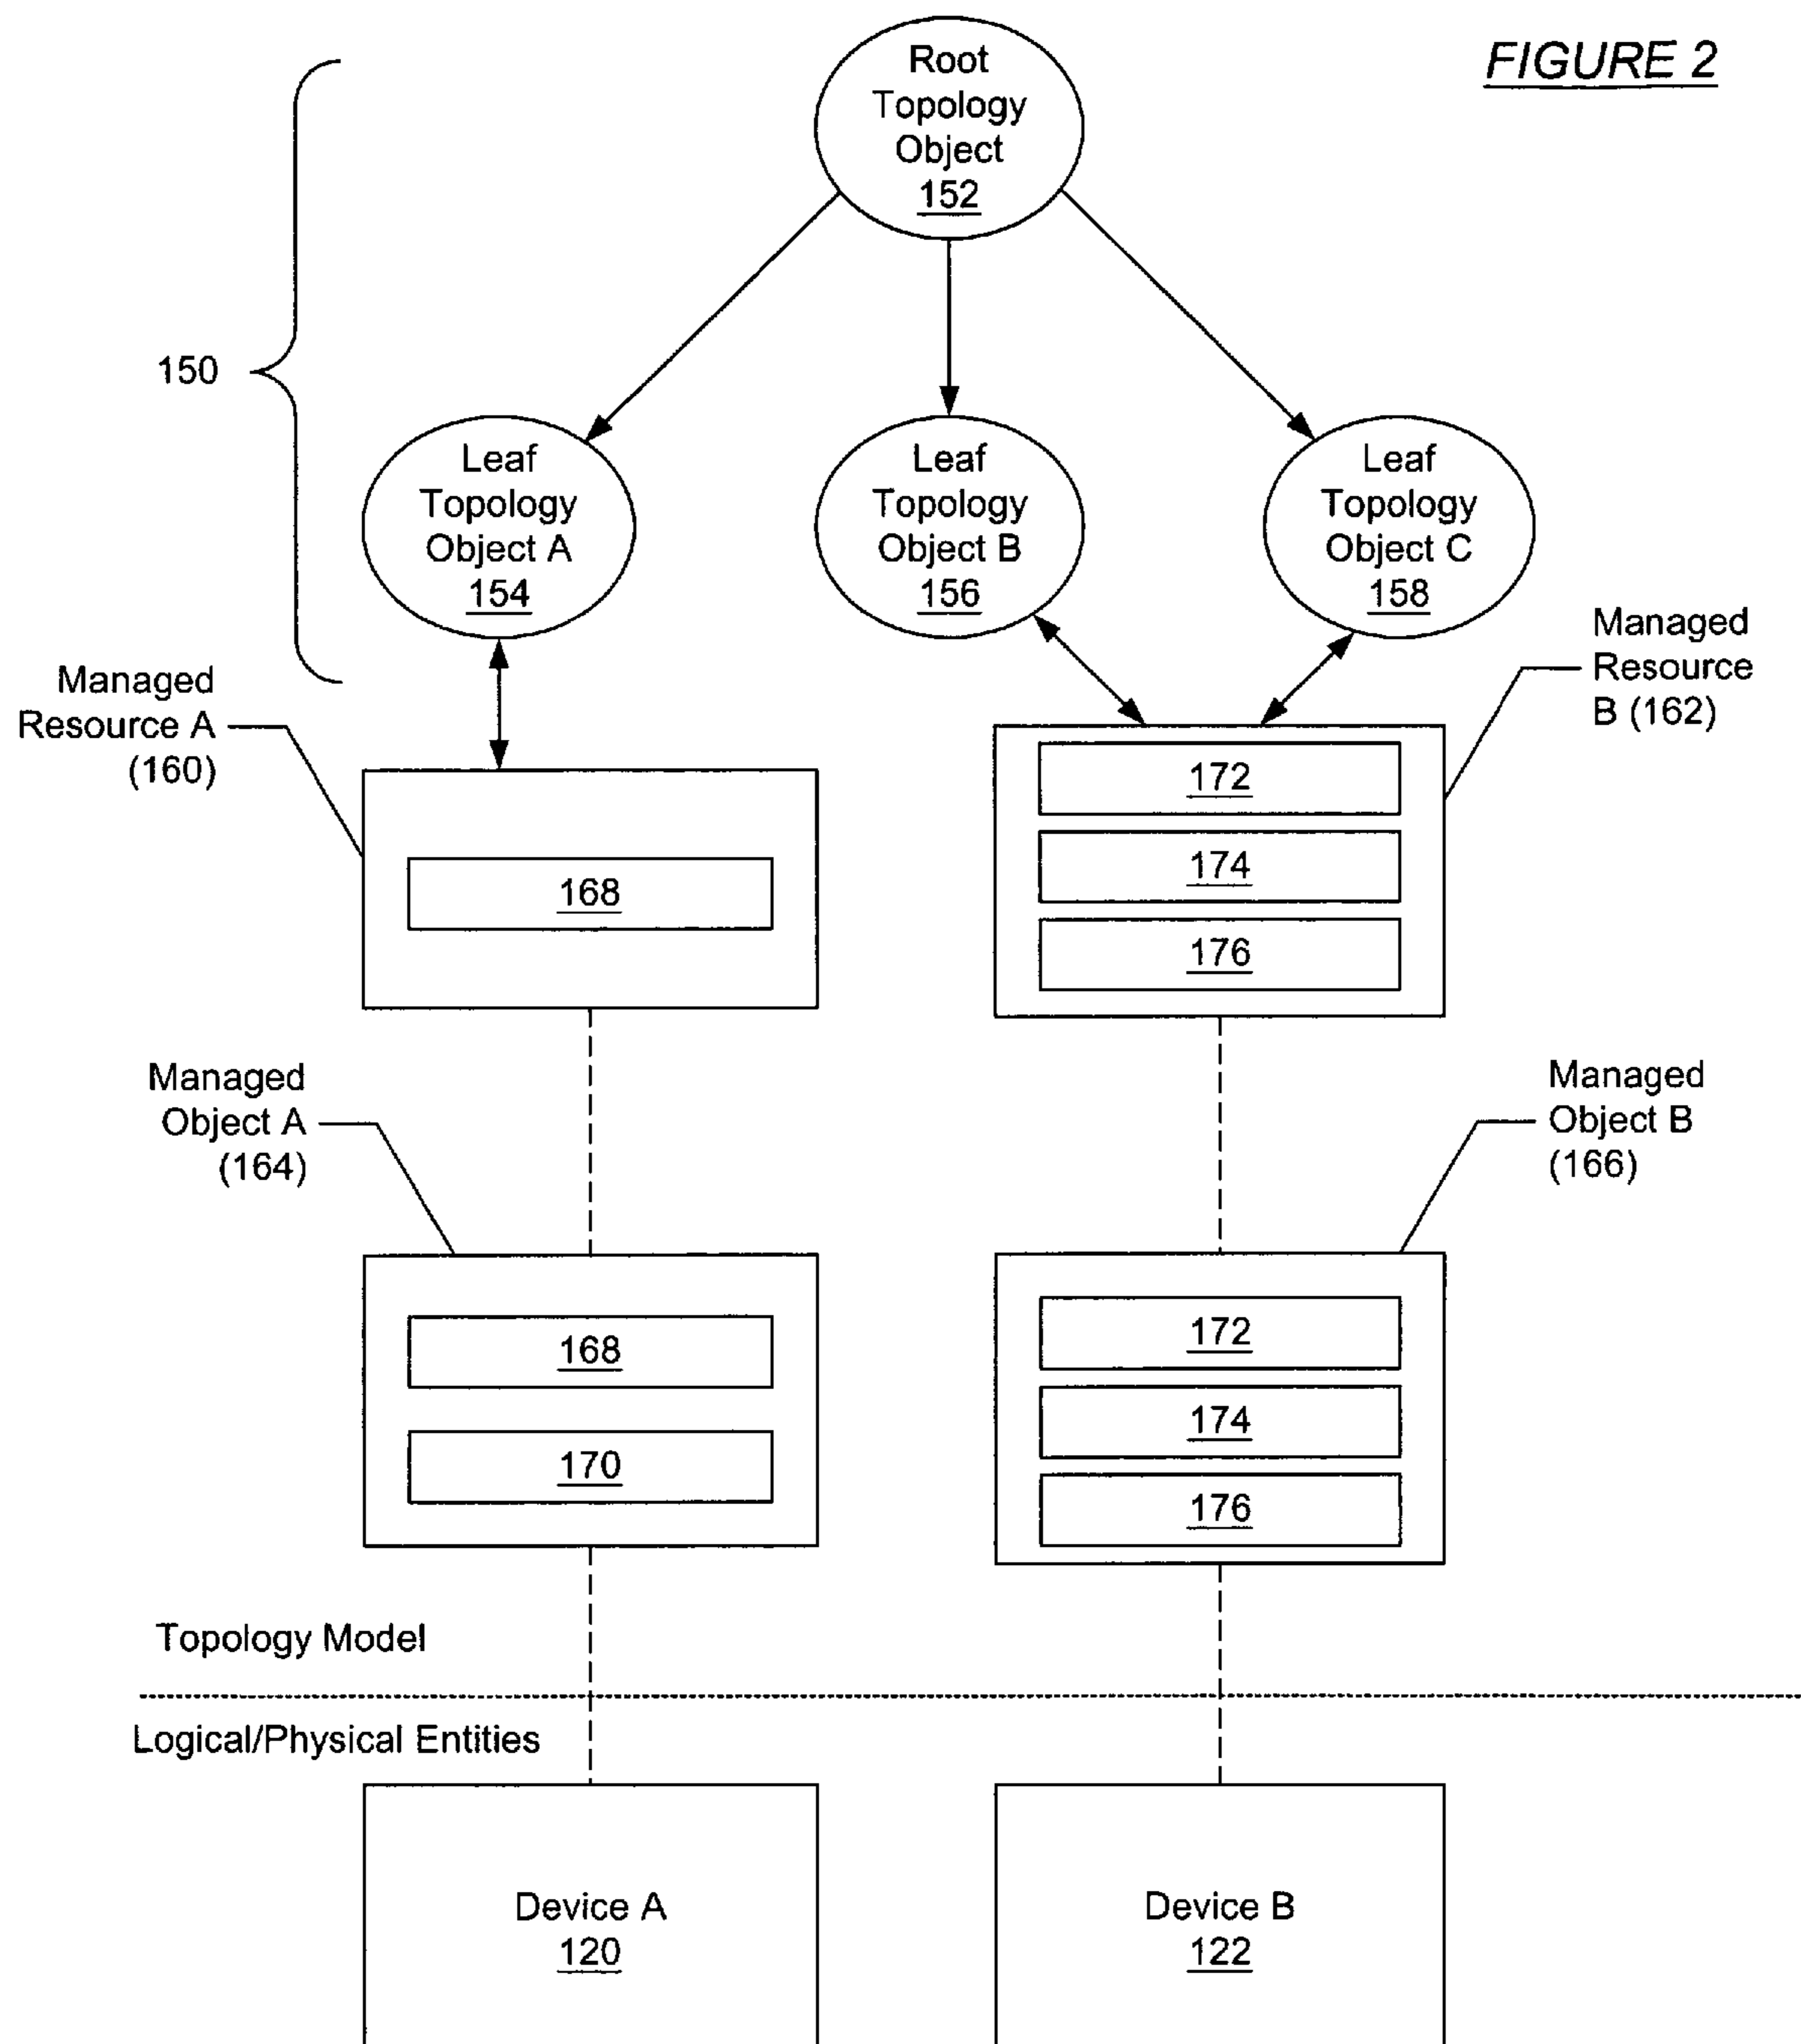 FIGURE 2
Root
Topology
Object
152
150
Leaf
Topology
Object A
154
Leaf
Topology
Object B
156
Leaf
Topology
Object C
158
Managed
Resource A
(160)
Managed
Resource
B (162)
168
172
174
176
Managed
Object A
(164)
Managed
Object B
(166)
168
170
172
174
176
Topology Model
Logical/Physical Entities
Device A
120
Device B
122